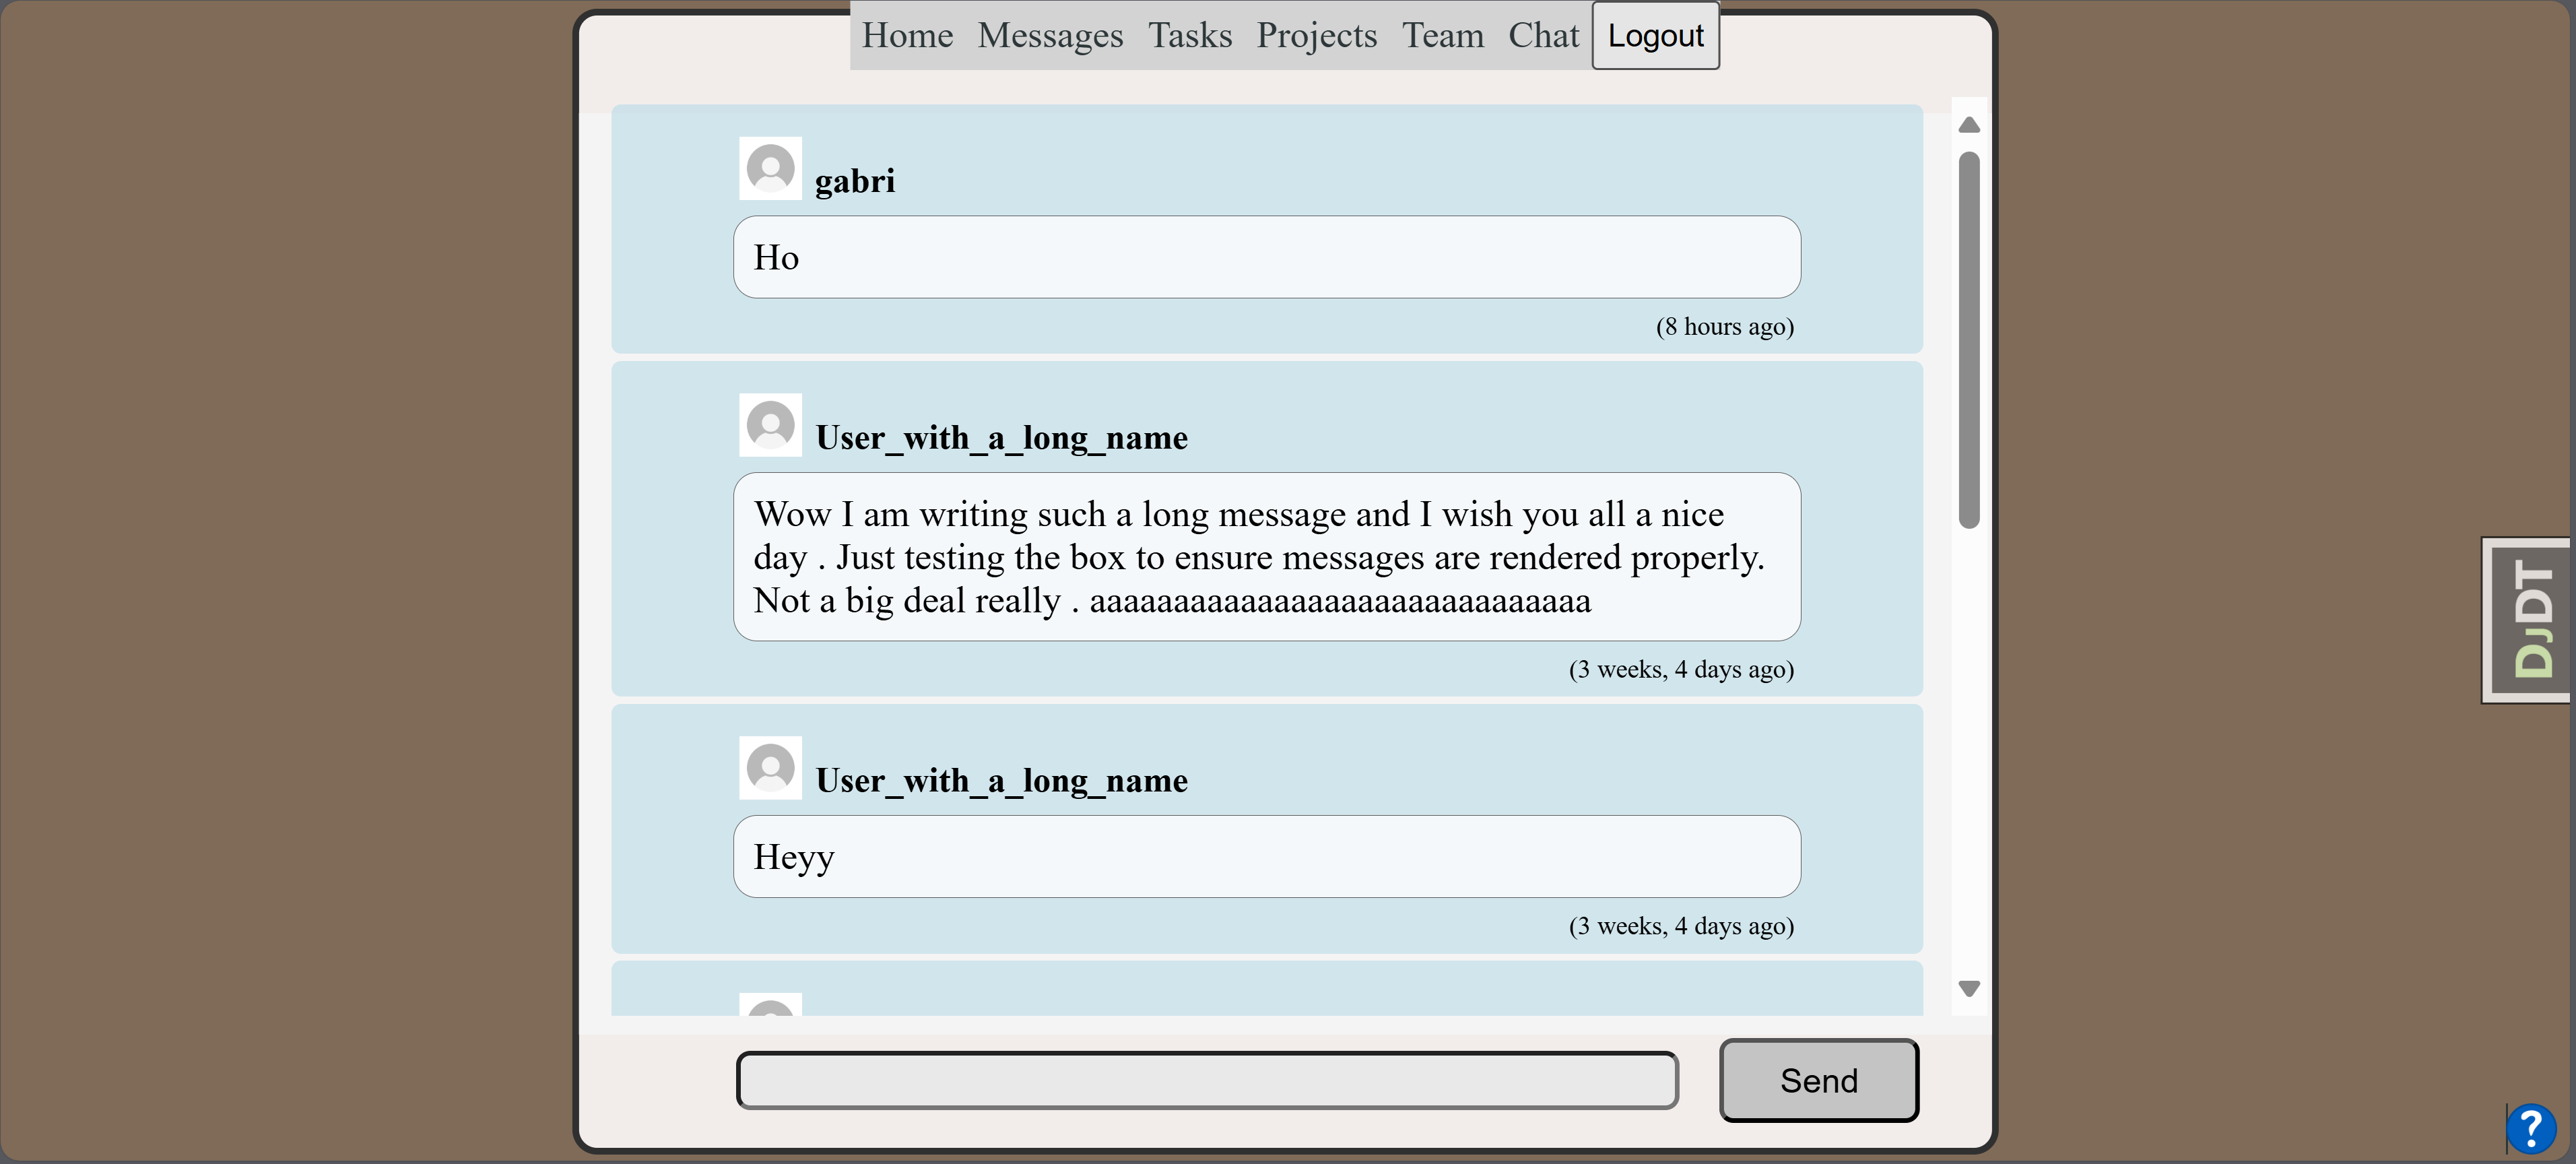 Home Messages Tasks Projects Team Chat Logout
gabri
Ho
(8 hours ago)
User_with_a_long_name
Wow I am writing such a long message and I wish you all a nice
day . Just testing the box to ensure messages are rendered properly.
Not a big deal really . aaaaaaaaaaaaaaaaaaaaaaaaaaaaaaaaaaa
(3 weeks, 4 days ago)
User_with_a_long_name
Heyy
(3 weeks, 4 days ago)
Send
DJDT
?